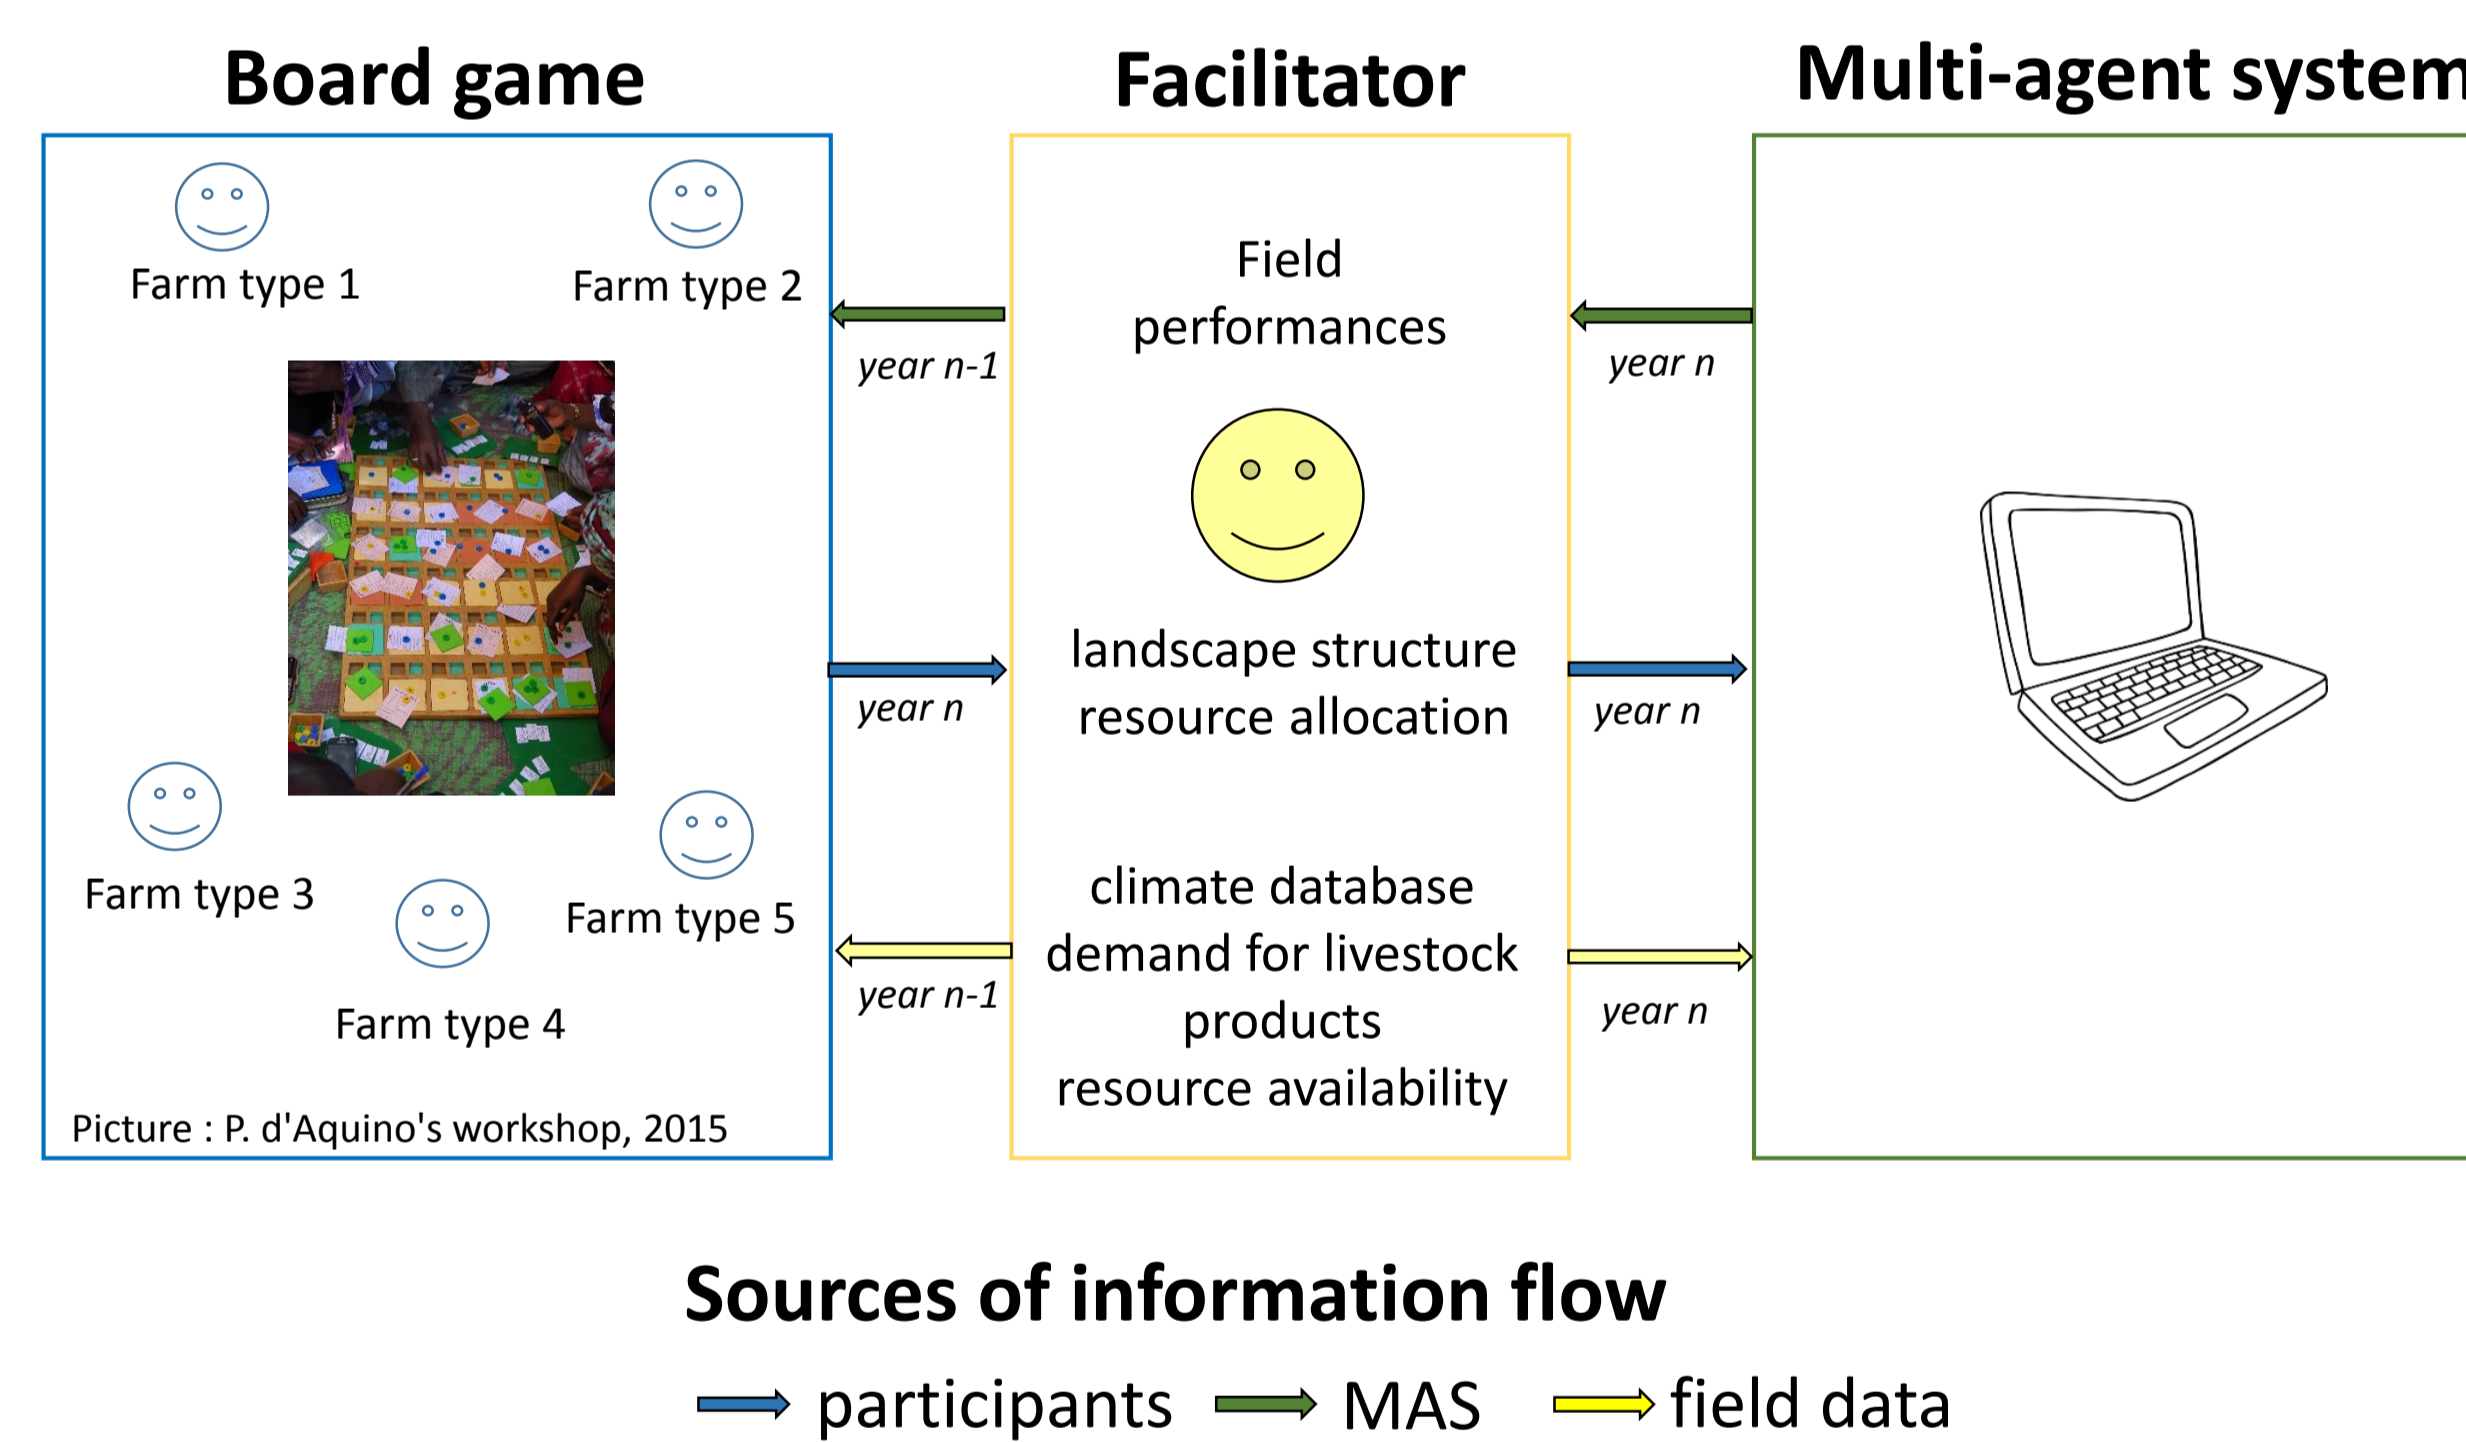 Board game
Facilitator
Multi-agent system
Farm type 1
Farm type 2
Farm type 3
Farm type 4
Farm type 5
Picture : P. d'Aquino's workshop, 2015
year n-1
year n
year n-1
Field
performances
landscape structure
resource allocation
climate database
demand for livestock
products
resource availability
year n
year n
year n
Sources of information flow
participants
MAS
field data